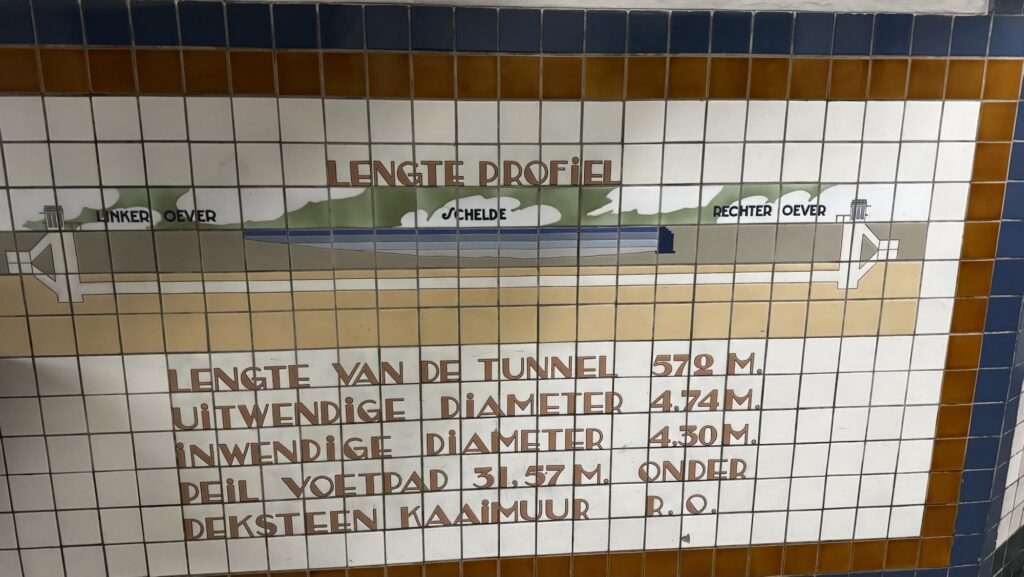 LENGTE PROFiEL
LINKER OEVER SCHELDE RECHTER OEVER
LENGTE VAN DE TUNNEL 572 M.
UiTWENDiGE DiAMETER 4,74 M.
iNWENDiGE DiAMETER 4,30 M.
PEiL VOETPAD 31,57 M. ONDER
DEKSTEEN KAAiMUUR R.O.